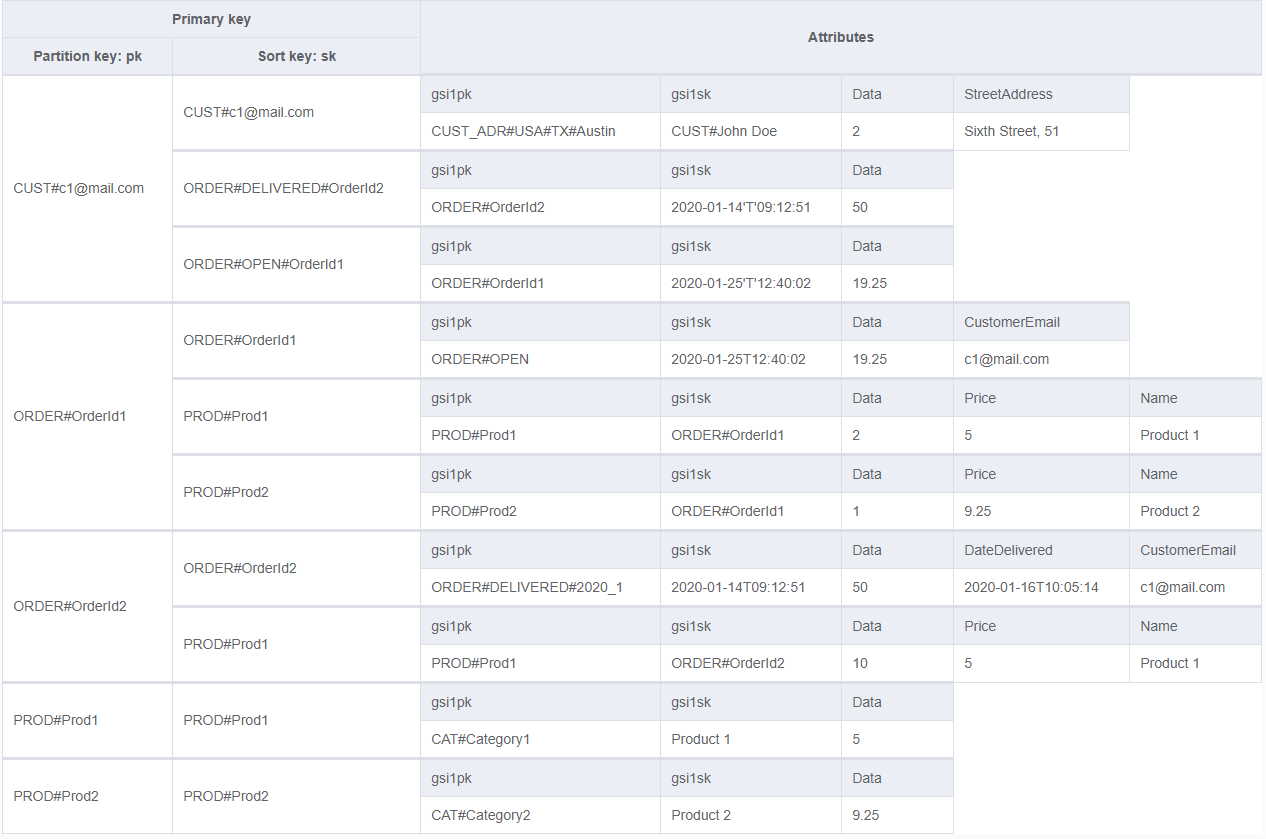 Primary key
Attributes
Partition key: pk Sort key: sk
gsi1pk gsi1sk Data StreetAddress
CUST#c1@mail.com
CUST_ADR#USA#TX#Austin CUST#John Doe 2 Sixth Street, 51
gsi1pk gsi1sk Data
CUST#c1@mail.com ORDER#DELIVERED#OrderId2
ORDER#OrderId2 2020-01-14'T'09:12:51 50
gsi1pk gsi1sk Data
ORDER#OPEN#OrderId1
ORDER#OrderId1 2020-01-25'T'12:40:02 19.25
gsi1pk gsi1sk Data CustomerEmail
ORDER#OrderId1
ORDER#OPEN 2020-01-25T12:40:02 19.25 c1@mail.com
gsi1pk gsi1sk Data Price Name
ORDER#OrderId1 PROD#Prod1
PROD#Prod1 ORDER#OrderId1 2 5 Product 1
gsi1pk gsi1sk Data Price Name
PROD#Prod2
PROD#Prod2 ORDER#OrderId1 1 9.25 Product 2
gsi1pk gsi1sk Data DateDelivered CustomerEmail
ORDER#OrderId2
ORDER#DELIVERED#2020_1 2020-01-14T09:12:51 50 2020-01-16T10:05:14 c1@mail.com
ORDER#OrderId2
gsi1pk gsi1sk Data Price Name
PROD#Prod1
PROD#Prod1 ORDER#OrderId2 10 5 Product 1
gsi1pk gsi1sk Data
PROD#Prod1 PROD#Prod1
CAT#Category1 Product 1 5
gsi1pk gsi1sk Data
PROD#Prod2 PROD#Prod2
CAT#Category2 Product 2 9.25